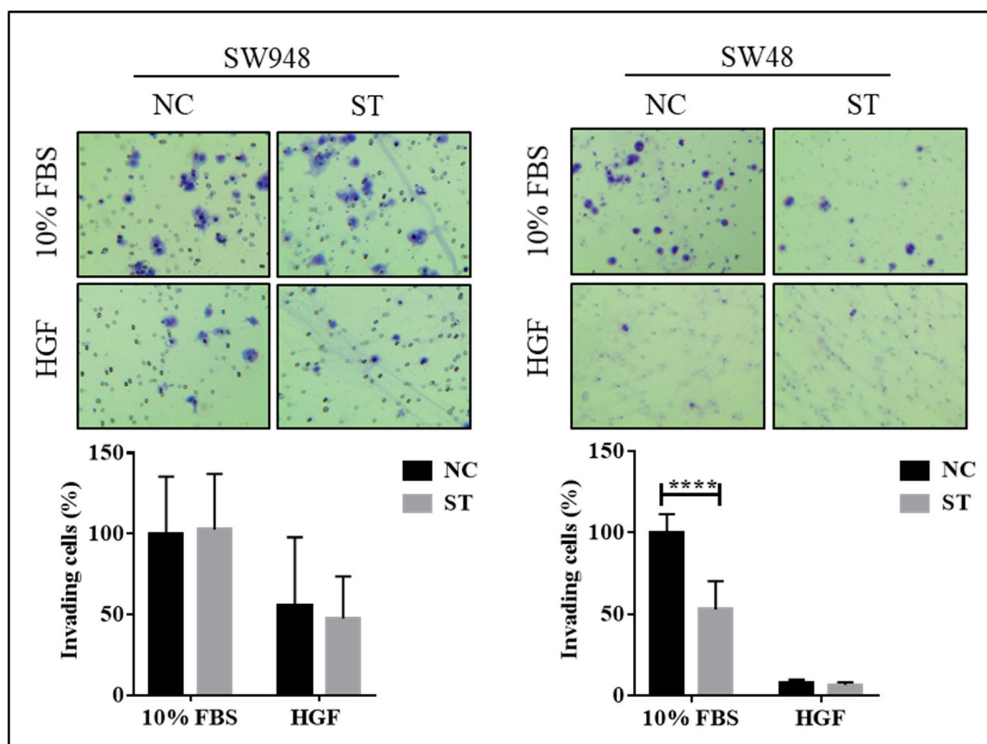 SW948
NC ST
10% FBS
HGF
Invading cells (%)
150
100
50
0
10% FBS HGF
NC
ST
SW48
NC ST
10% FBS
HGF
Invading cells (%)
150
100
50
0
****
10% FBS HGF
NC
ST